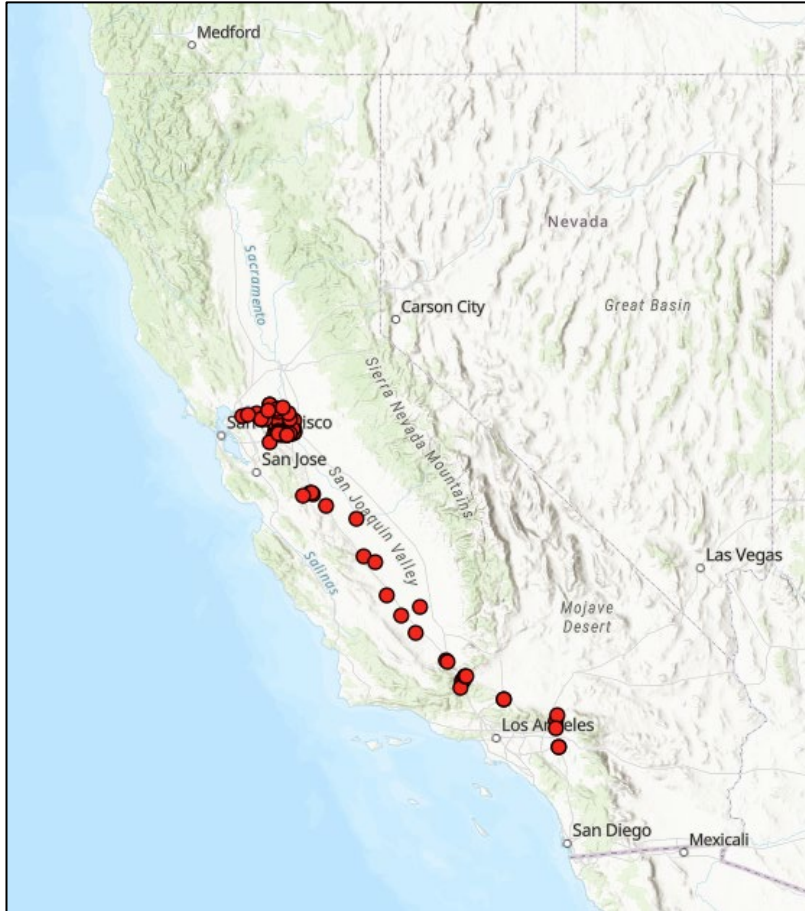 Medford
Nevada
Sacramento
Carson City
Great Basin
Sierra Nevada Mountains
San
isco
San Jose
San Joaquin Valley
Salinas
Las Vegas
Mojave
Desert
Los
eles
San Diego
Mexicali